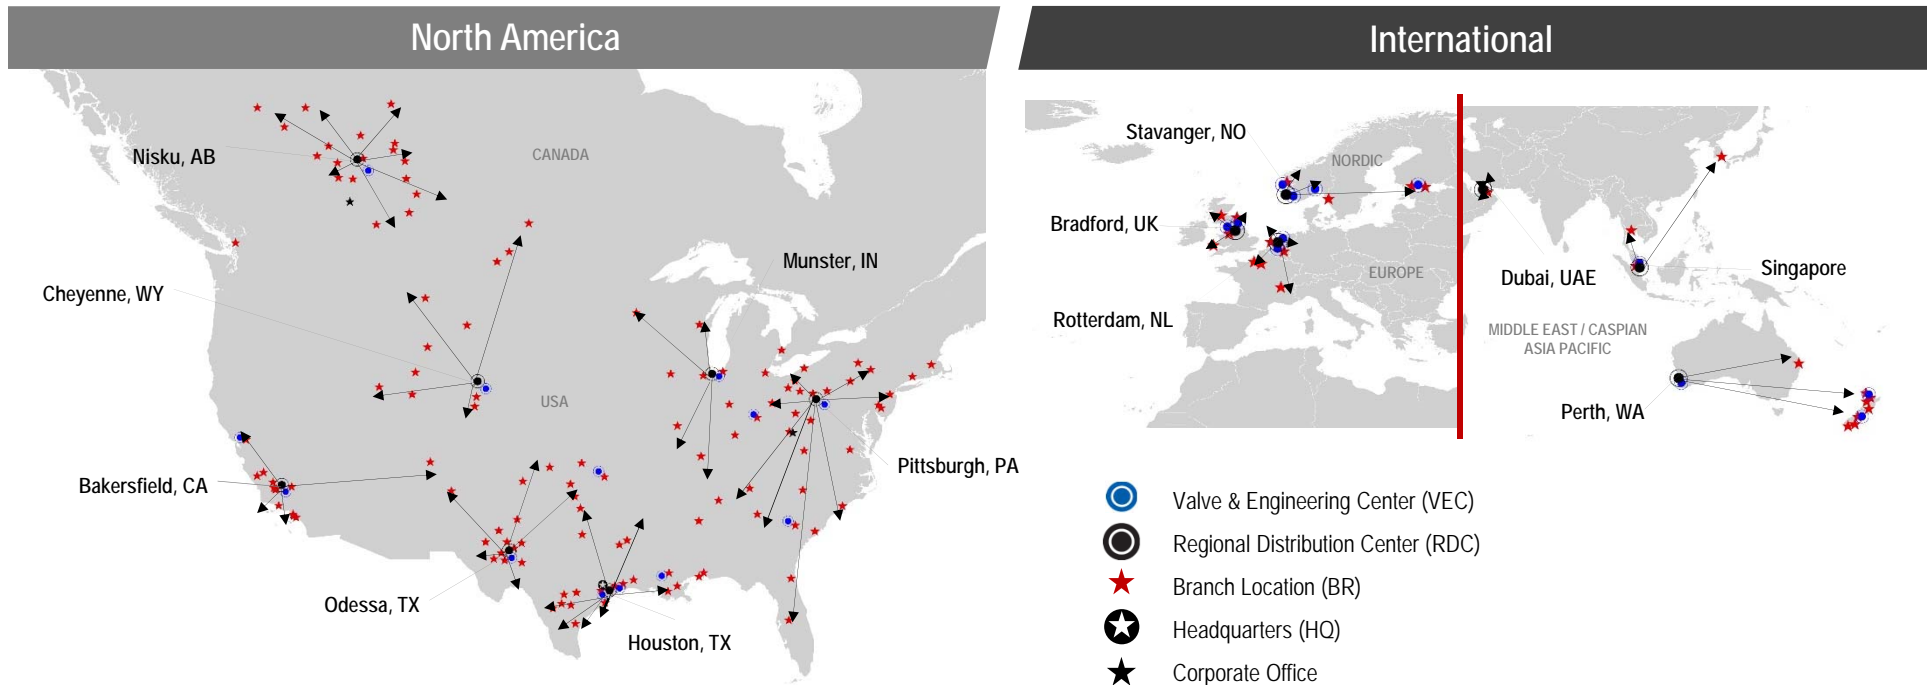 North America
International
Nisku, AB
CANADA
Cheyenne, WY
Munster, IN
USA
Bakersfield, CA
Pittsburgh, PA
Odessa, TX
Houston, TX
Stavanger, NO
NORDIC
Bradford, UK
EUROPE
Rotterdam, NL
Dubai, UAE
Singapore
MIDDLE EAST / CASPIAN
ASIA PACIFIC
Perth, WA
Valve & Engineering Center (VEC)
Regional Distribution Center (RDC)
Branch Location (BR)
Headquarters (HQ)
Corporate Office